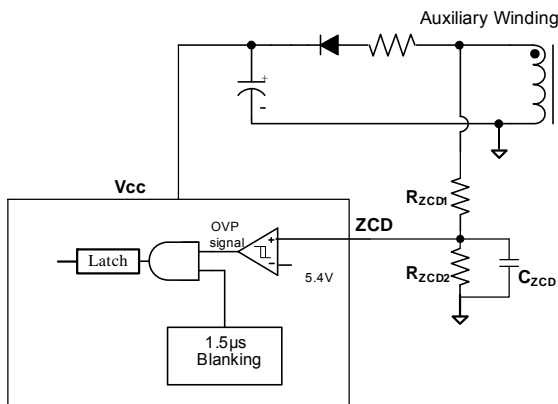 Auxiliary Winding
+
-
Vcc
RZCD1
OVP
signal
ZCD
+
-
Latch
5.4V
RZCD2
CZCD
1.5µs
Blanking